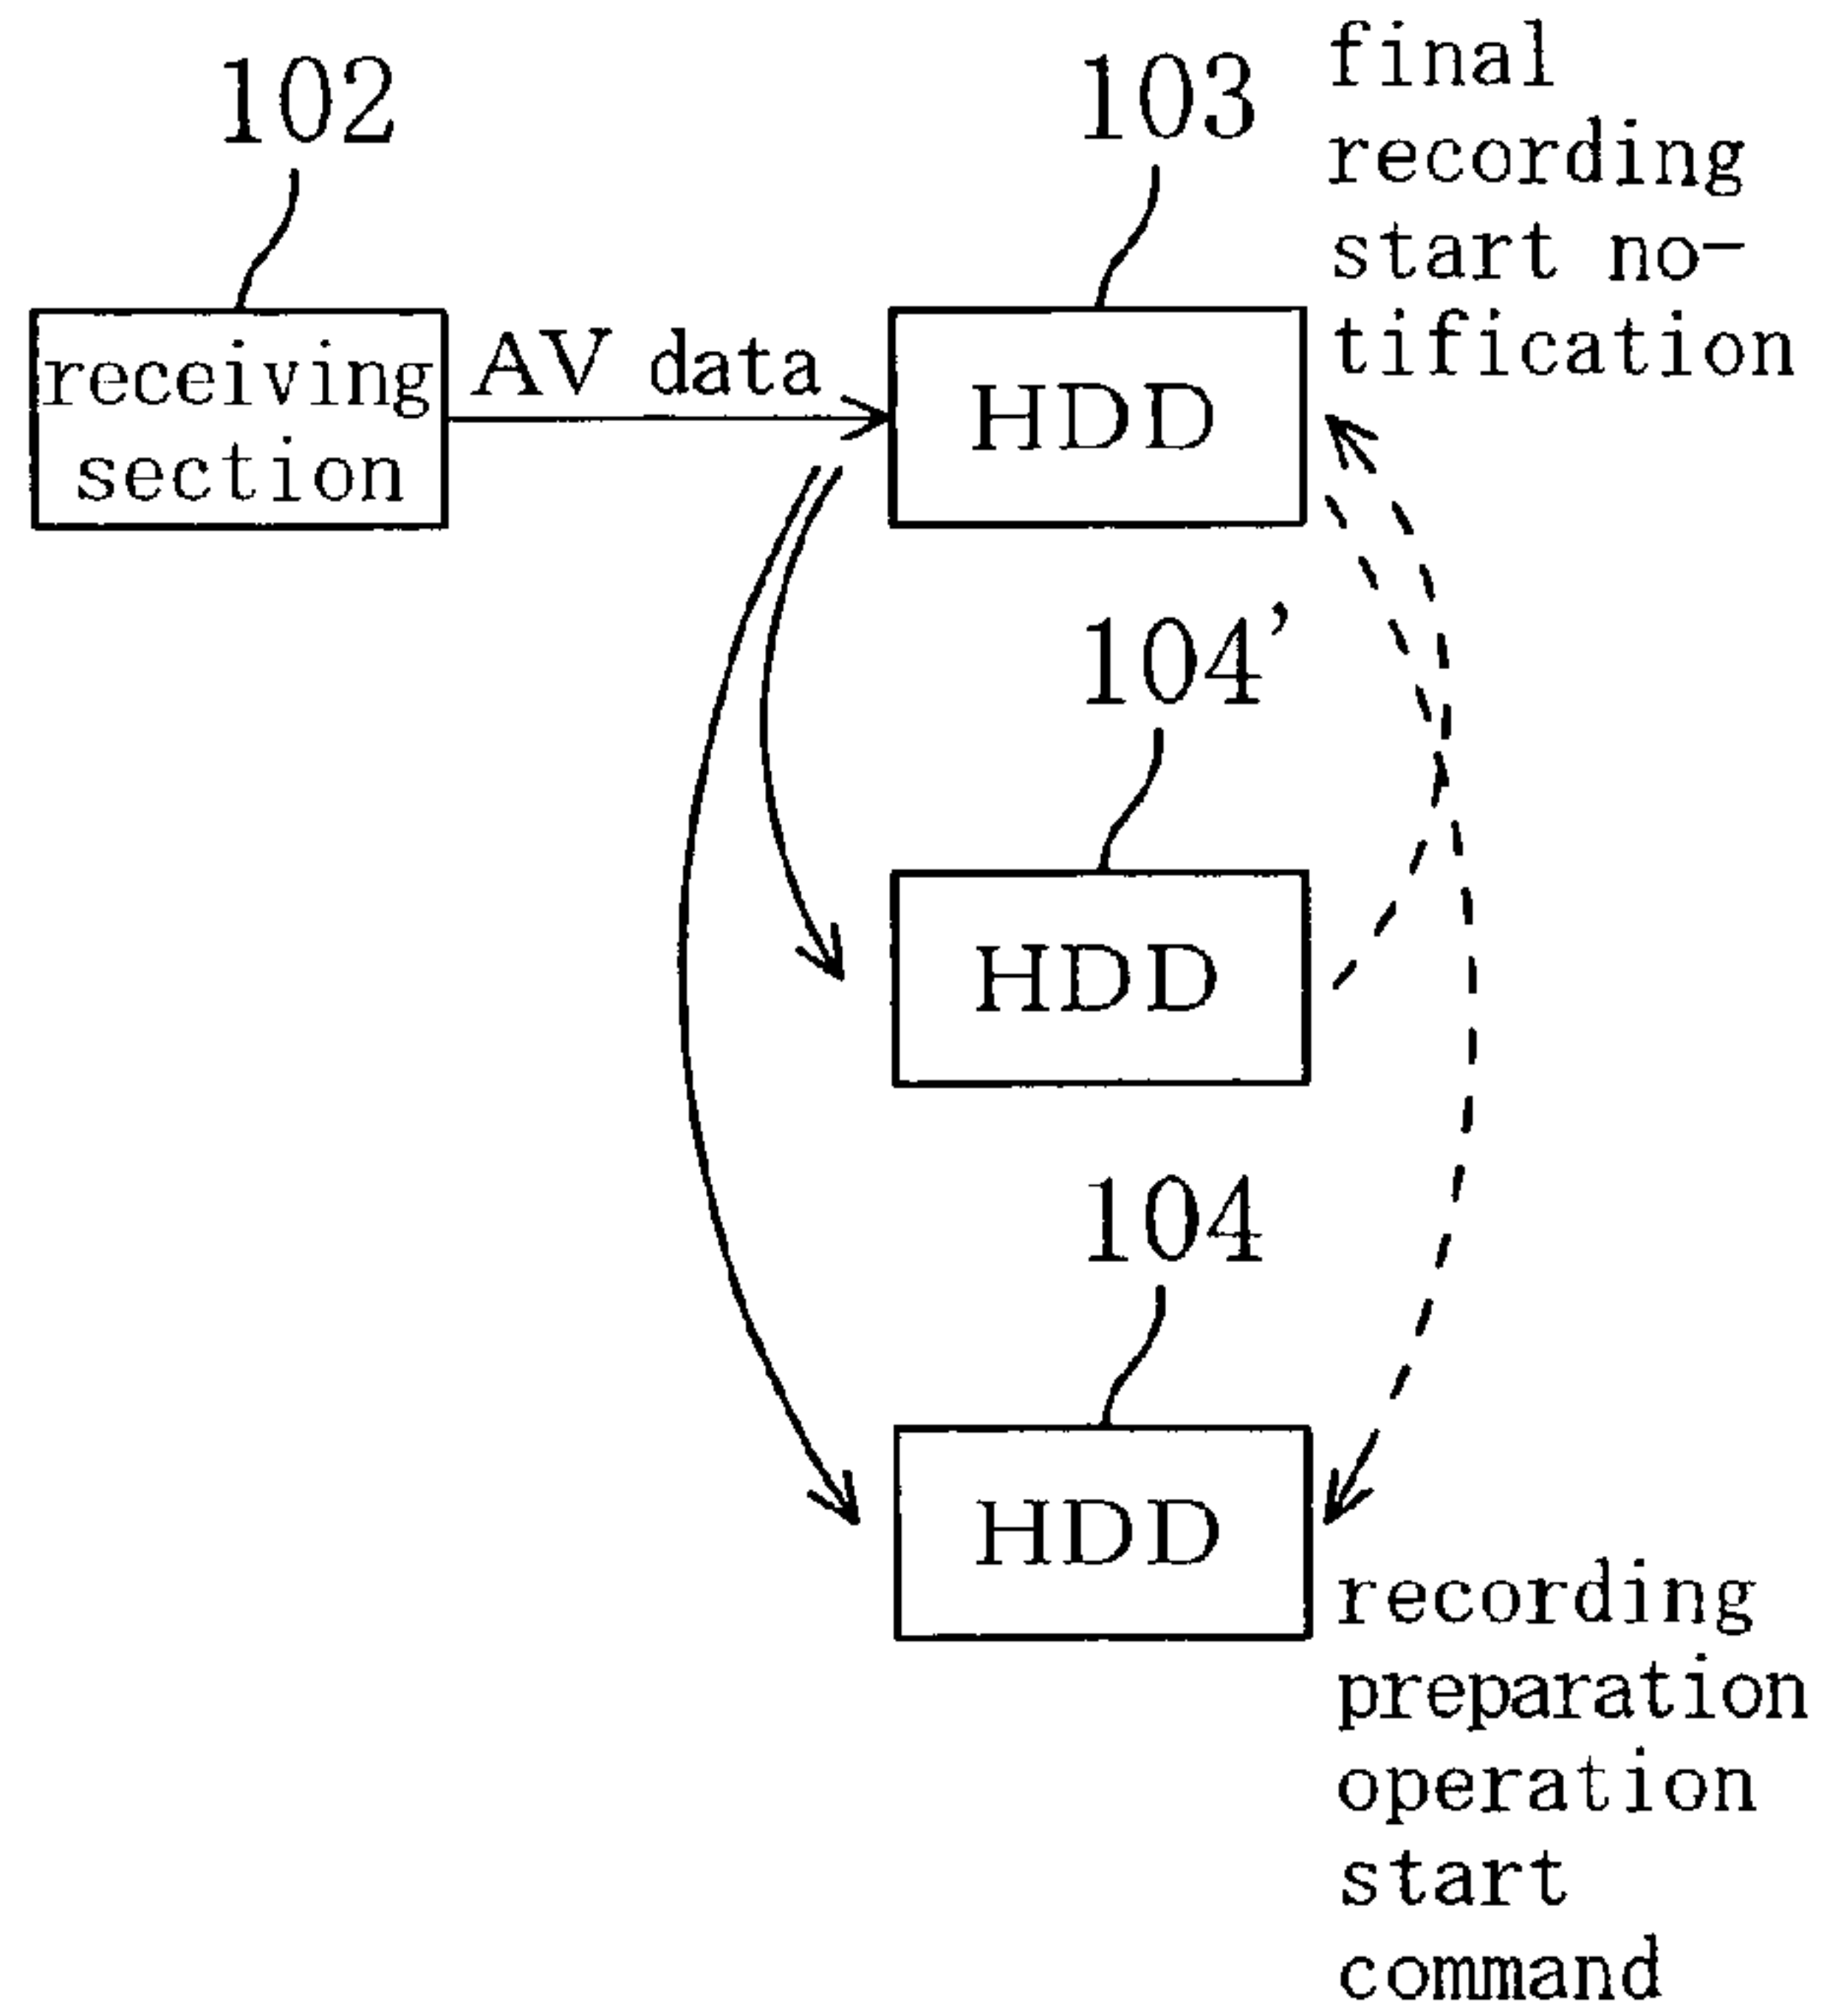 102
103
final
recording
start no-
tification
receiving
section
AV data
HDD
104'
HDD
104
HDD
recording
preparation
operation
start
command